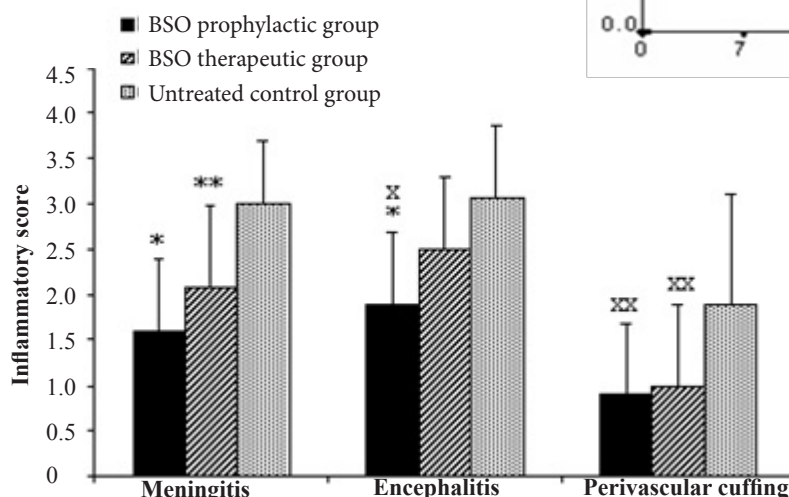 BSO prophylactic group
BSO therapeutic group
Untreated control group
0.0
0 7
Inflammatory score
4.5
4.0
3.5
3.0
2.5
2.0
1.5
1.0
0.5
0
* ** X * XX XX
Meningitis Encephalitis Perivascular cuffing